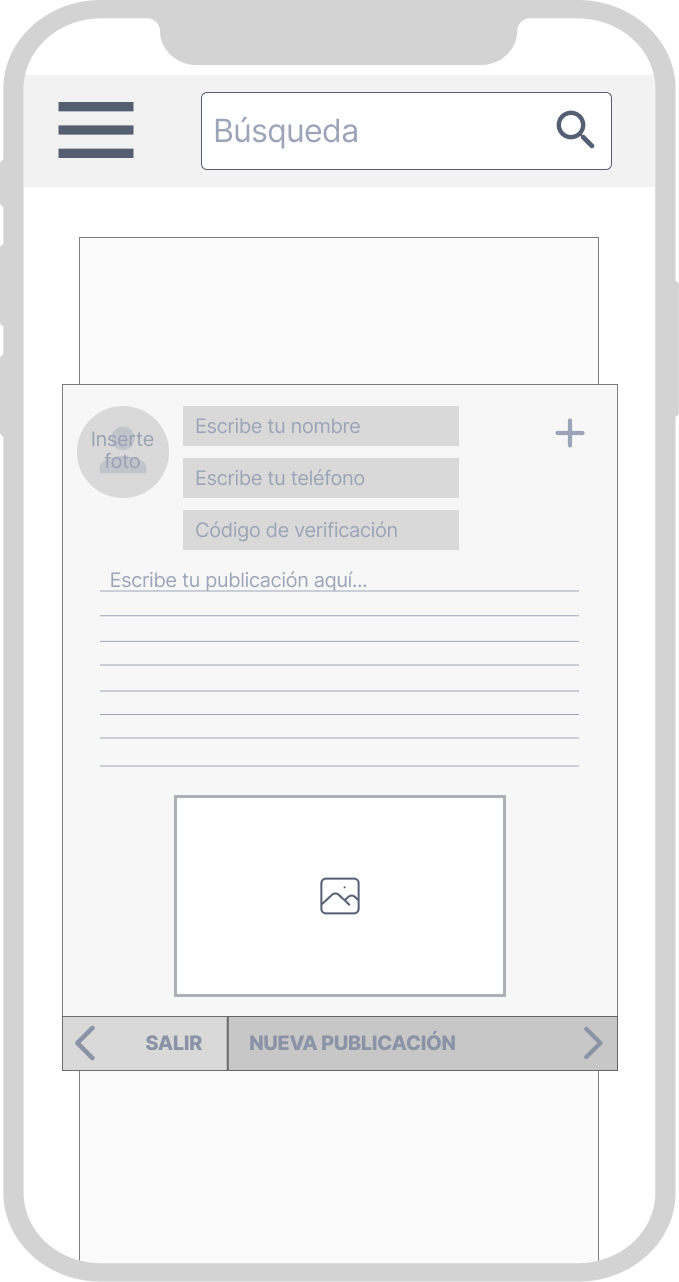 Búsqueda
Inserte
foto
Escribe tu nombre
Escribe tu teléfono
Código de verificación
Escribe tu publicación aquí...
SALIR
NUEVA PUBLICACIÓN